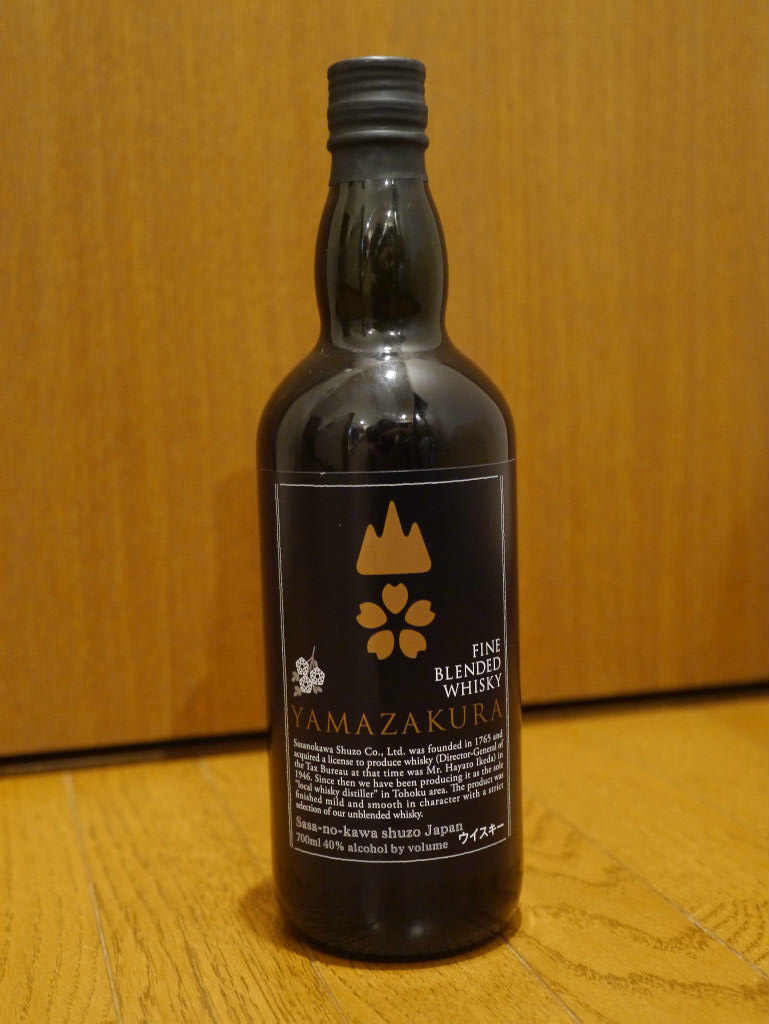 FINE
BLENDED
WHISKY
YAMAZAKURA
Sasanokawa Shuzo Co., Ltd. was founded in 1765 and
acquired a license to produce whisky (Director-General of
the Tax Bureau at that time was Mr. Hayato Ikeda) in
1946. Since then we have been producing it as the sole
"local whisky distiller" in Tohoku area. The product was
finished mild and smooth in character with a strict
selection of our unblended whisky.
Sasa-no-kawa shuzo Japan
700ml 40% alcohol by volume
ウイスキー